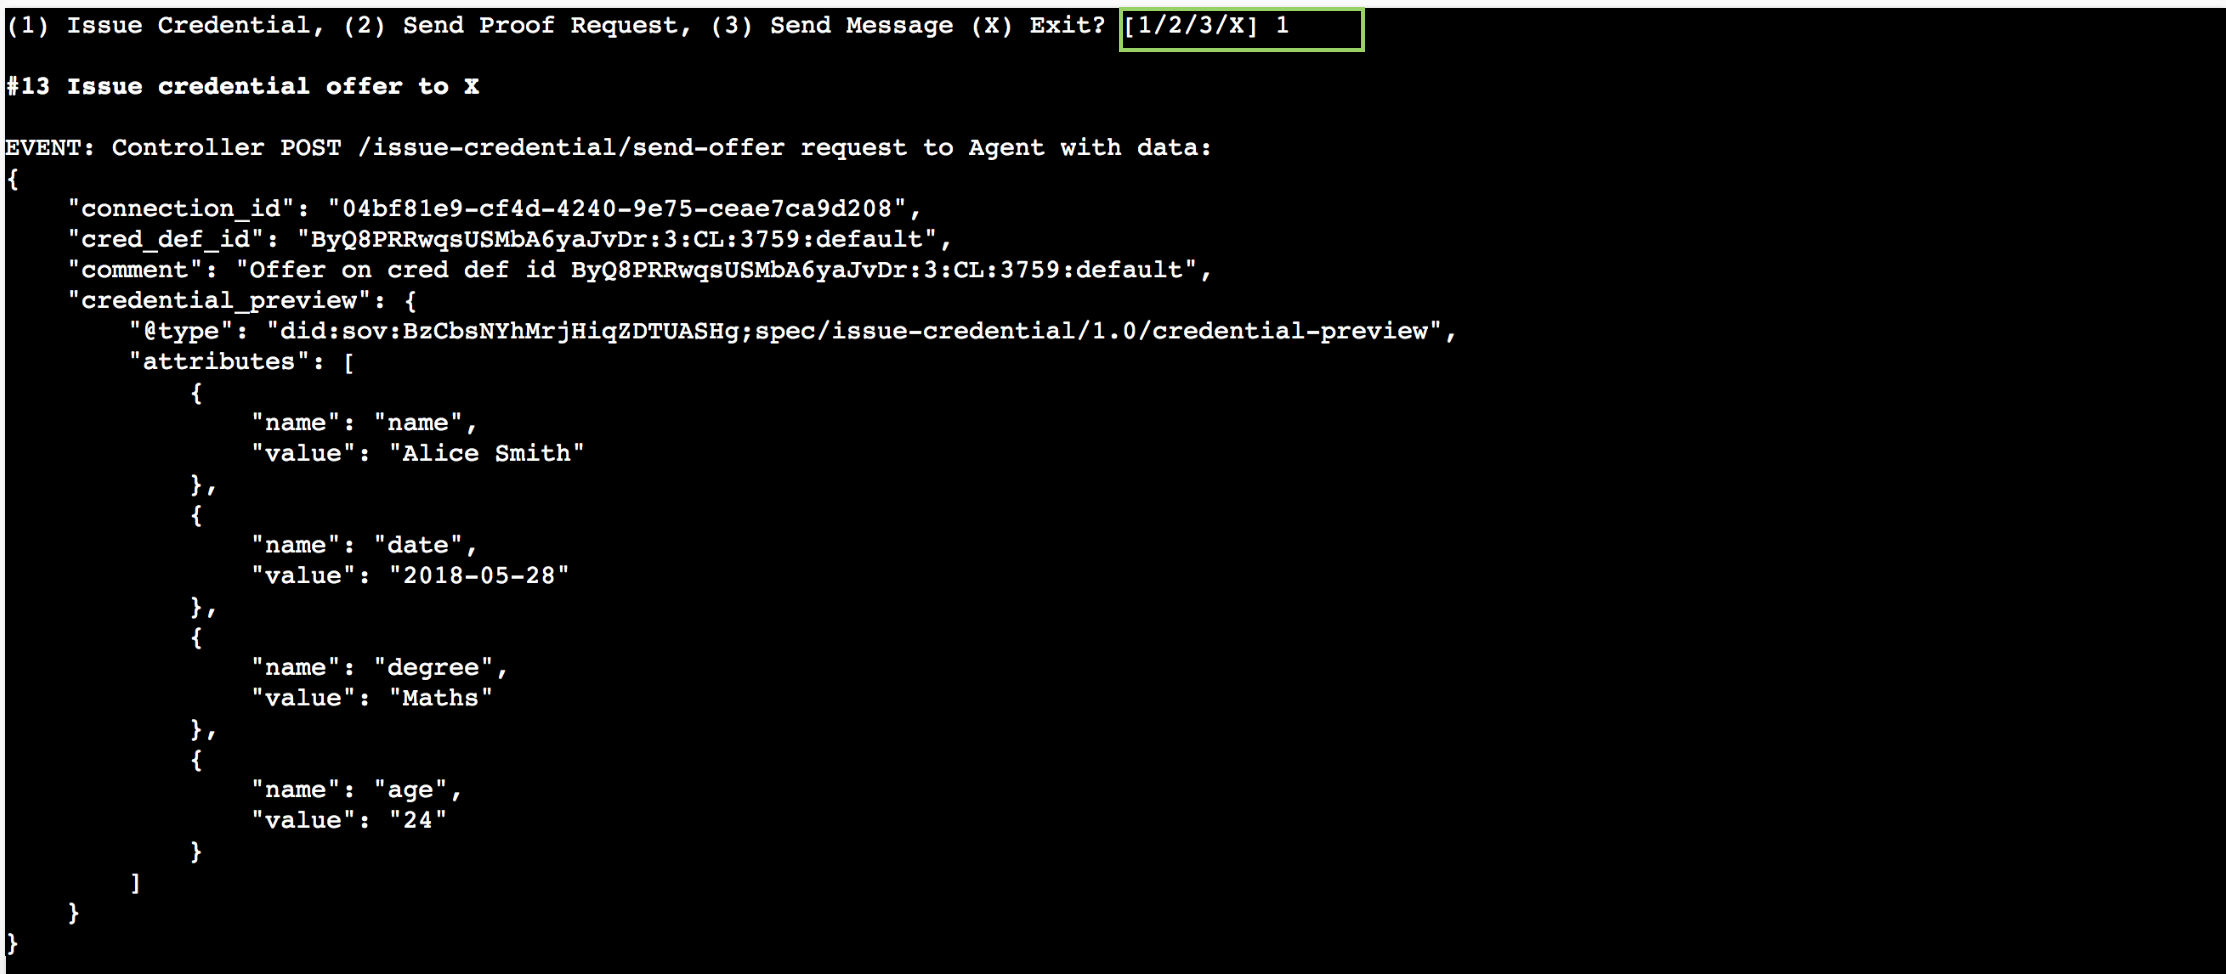 (1) Issue Credential, (2) Send Proof Request, (3) Send Message (X) Exit? [1/2/3/X] 1
#13 Issue credential offer to X
EVENT: Controller POST /issue-credential/send-offer request to Agent with data:
{
    "connection_id": "04bf81e9-cf4d-4240-9e75-ceae7ca9d208",
    "cred_def_id": "ByQ8PRRwqsUSMbA6yaJvDr:3:CL:3759:default",
    "comment": "Offer on cred def id ByQ8PRRwqsUSMbA6yaJvDr:3:CL:3759:default",
    "credential_preview": {
        "@type": "did:sov:BzCbsNYhMrjHiqZDTUASHg;spec/issue-credential/1.0/credential-preview",
        "attributes": [
            {
                "name": "name",
                "value": "Alice Smith"
            },
            {
                "name": "date",
                "value": "2018-05-28"
            },
            {
                "name": "degree",
                "value": "Maths"
            },
            {
                "name": "age",
                "value": "24"
            }
        ]
    }
}